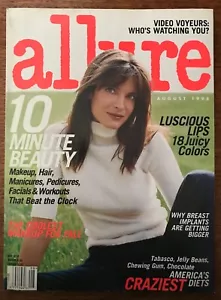 VIDEO VOYEURS:
WHO'S WATCHING YOU?
allure
AUGUST 1998
10
MINUTE
BEAUTY
Makeup, Hair,
Manicures, Pedicures,
Facials & Workouts
That Beat the Clock
LUSCIOUS
LIPS
18 Juicy
Colors
WHY BREAST
IMPLANTS
ARE GETTING
BIGGER
Tabasco, Jelly Beans,
Chewing Gum, Chocolate
AMERICA'S
CRAZIEST DIETS